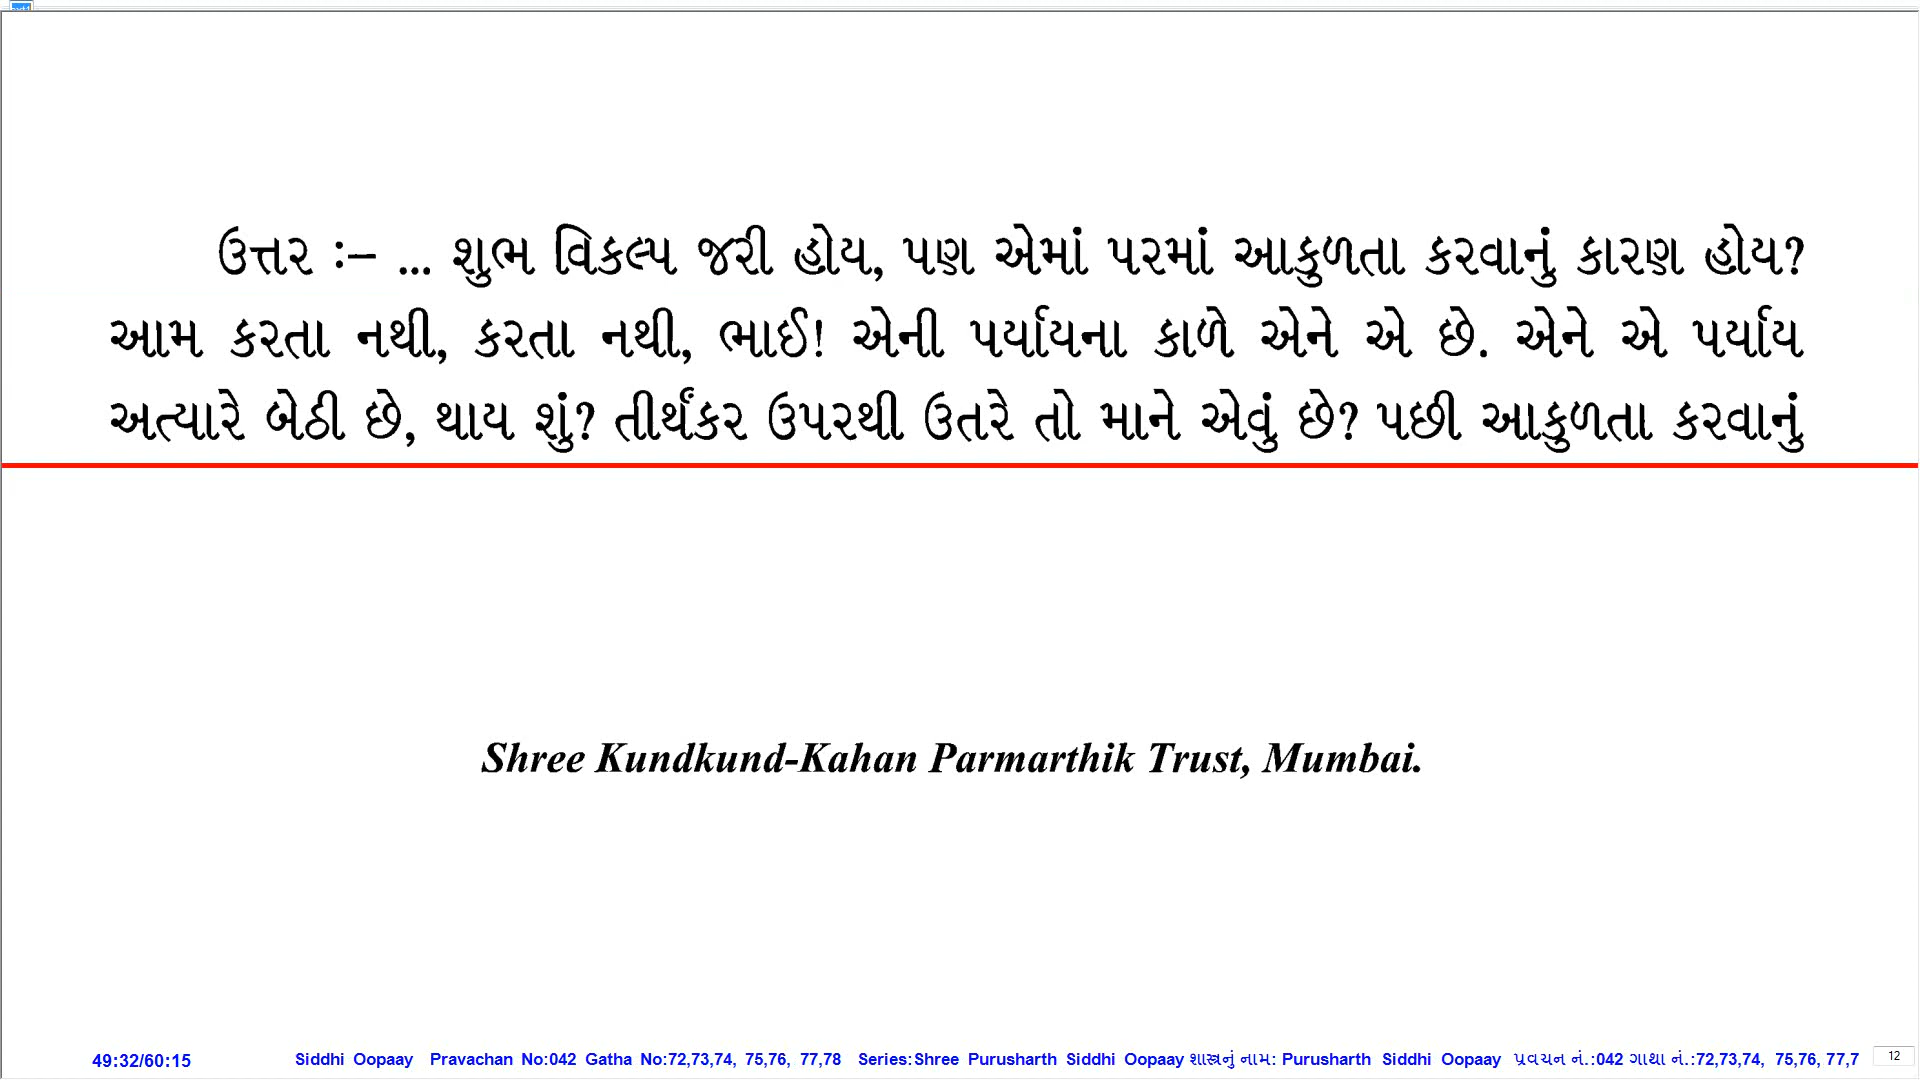 ઉત્તર :– ... શુભ વિકલ્પ જરી હોય, પણ એમાં પરમાં આકુળતા કરવાનું કારણ હોય?
આમ કરતા નથી, કરતા નથી, ભાઈ! એની પર્યાયના કાળે એને એ છે. એને એ પર્યાય
અત્યારે બેઠી છે, થાય શું? તીર્થંકર ઉપરથી ઉતરે તો માને એવું છે? પછી આકુળતા કરવાનું
Shree Kundkund-Kahan Parmarthik Trust, Mumbai.
49:32/60:15 Siddhi Oopaay Pravachan No:042 Gatha No:72,73,74, 75,76, 77,78 Series:Shree Purusharth Siddhi Oopaay શાસ્ત્રનું નામ: Purusharth Siddhi Oopaay પ્રવચન નં.:042 ગાથા નં.:72,73,74, 75,76, 77,7 12